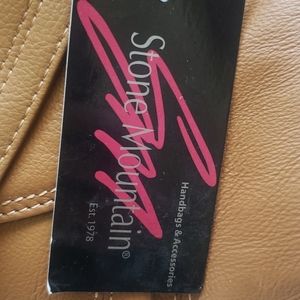 Stone Mountain®
Est. 1978
Handbags & Accessories